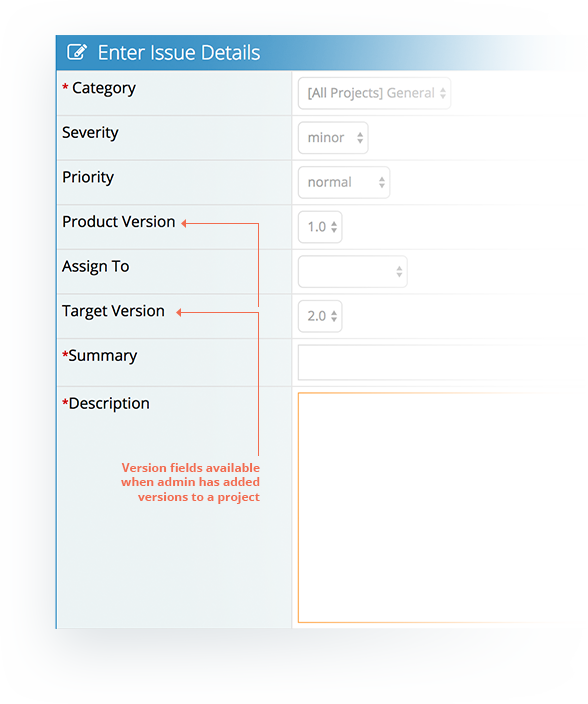 Enter Issue Details
* Category
[All Projects] General
Severity
minor
Priority
normal
Product Version
1.0
Assign To
Target Version
2.0
*Summary
*Description
Version fields available
when admin has added
versions to a project